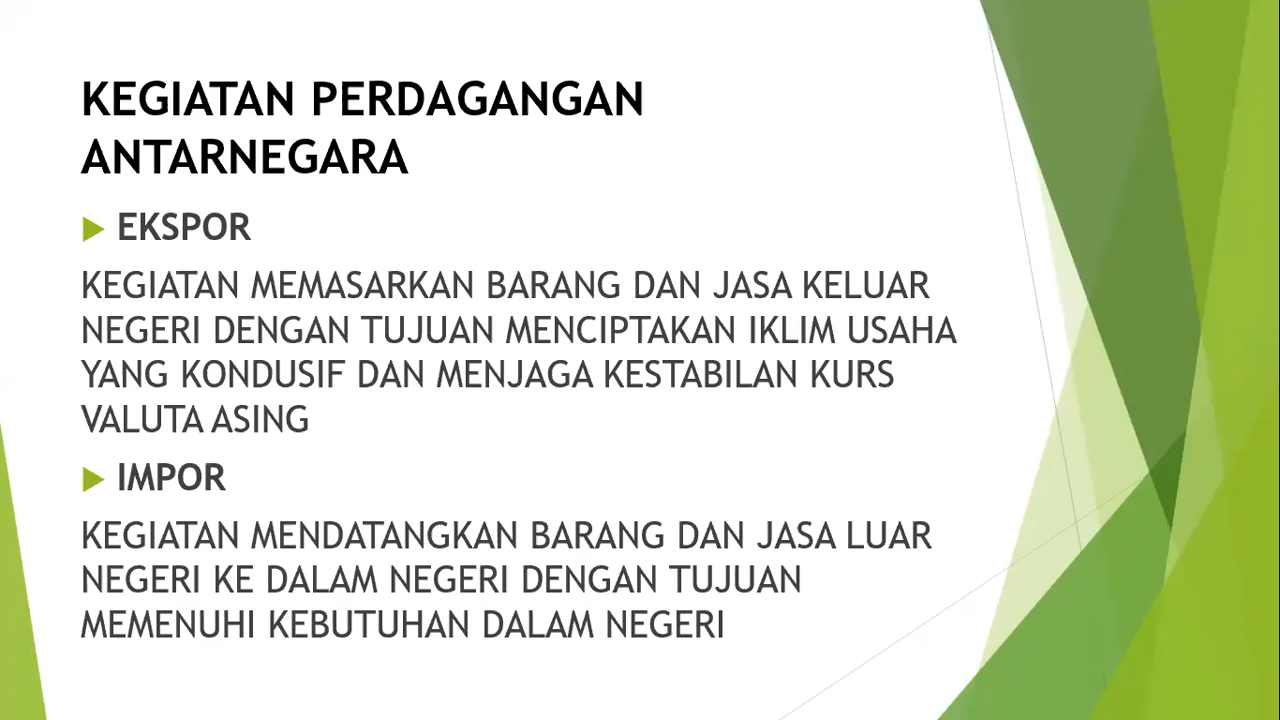 KEGIATAN PERDAGANGAN
ANTARNEGARA
EKSPOR
KEGIATAN MEMASARKAN BARANG DAN JASA KELUAR
NEGERI DENGAN TUJUAN MENCIPTAKAN IKLIM USAHA
YANG KONDUSIF DAN MENJAGA KESTABILAN KURS
VALUTA ASING
IMPOR
KEGIATAN MENDATANGKAN BARANG DAN JASA LUAR
NEGERI KE DALAM NEGERI DENGAN TUJUAN
MEMENUHI KEBUTUHAN DALAM NEGERI